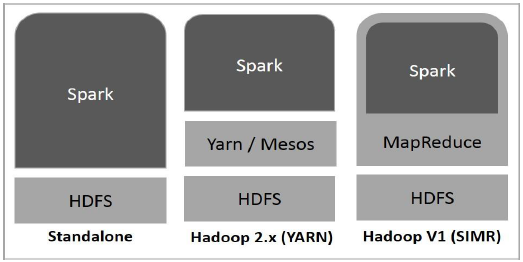 Spark
HDFS
Standalone
Spark
Yarn / Mesos
HDFS
Hadoop 2.x (YARN)
Spark
MapReduce
HDFS
Hadoop V1 (SIMR)